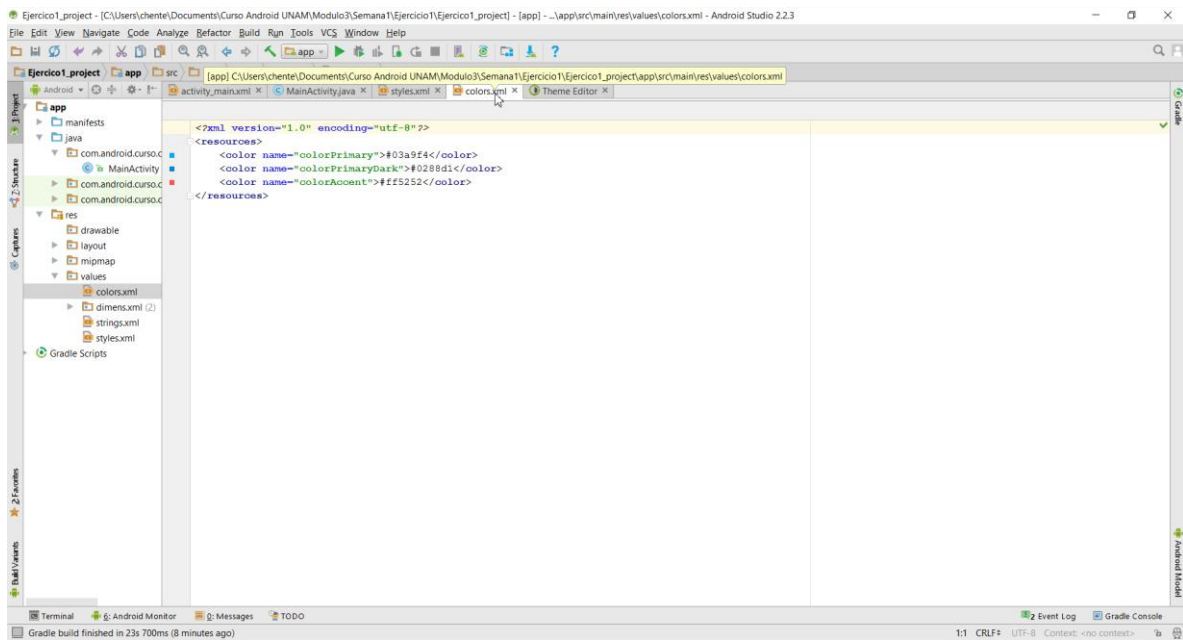 Ejercico1_project - [C:\Users\chente\Documents\Curso Android UNAM\Modulo3\Semana1\Ejercicio1\Ejercico1_project] - [app] - ...\app\src\main\res\values\colors.xml - Android Studio 2.2.3
File Edit View Navigate Code Analyze Refactor Build Run Tools VCS Window Help
app
Ejercico1_project app src
[app] C:\Users\chente\Documents\Curso Android UNAM\Modulo3\Semana1\Ejercicio1\Ejercico1_project\app\src\main\res\values\colors.xml
Android activity_main.xml MainActivity.java styles.xml colors.xml Theme Editor
1: Project
Z: Structure
Captures
2: Favorites
Build Variants
app
manifests
java
com.android.curso.c
MainActivity
com.android.curso.c
com.android.curso.c
res
drawable
layout
mipmap
values
colors.xml
dimens.xml (2)
strings.xml
styles.xml
Gradle Scripts
<?xml version="1.0" encoding="utf-8"?>
<resources>
<color name="colorPrimary">#03a9f4</color>
<color name="colorPrimaryDark">#0288d1</color>
<color name="colorAccent">#ff5252</color>
</resources>
Gradle
Android Model
Terminal 6: Android Monitor 0: Messages TODO 2 Event Log Gradle Console
Gradle build finished in 23s 700ms (8 minutes ago) 1:1 CRLF UTF-8 Context: <no context>